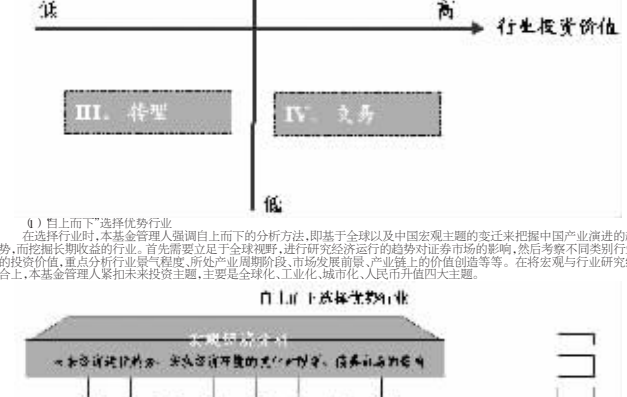 低 高
行业投资价值
III、转型 IV、交易
低
(1)“自上而下”选择优势行业
在选择行业时,本基金管理人强调自上而下的分析方法,即基于全球以及中国宏观主题的变迁来把握中国产业演进的
势,而挖掘长期收益的行业。首先需要立足于全球视野,进行研究经济运行的趋势对证券市场的影响,然后考察不同类别行
的投资价值,重点分析行业景气程度、所处产业周期阶段、市场发展前景、产业链上的价值创造等等。在将宏观与行业研究
合上,本基金管理人紧扣未来投资主题,主要是全球化、工业化、城市化、人民币升值四大主题。
自上而下选择优势行业
宏观经济分析